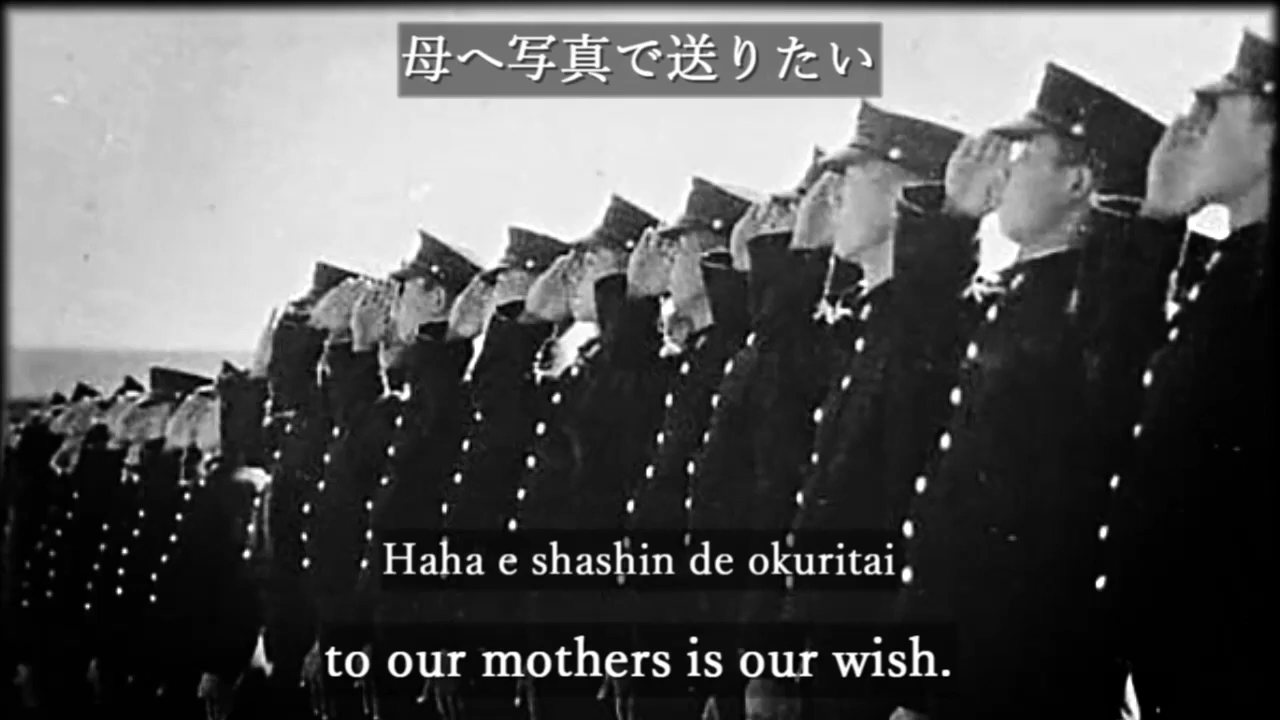 母へ写真で送りたい
Haha e shashin de okuritai
to our mothers is our wish.